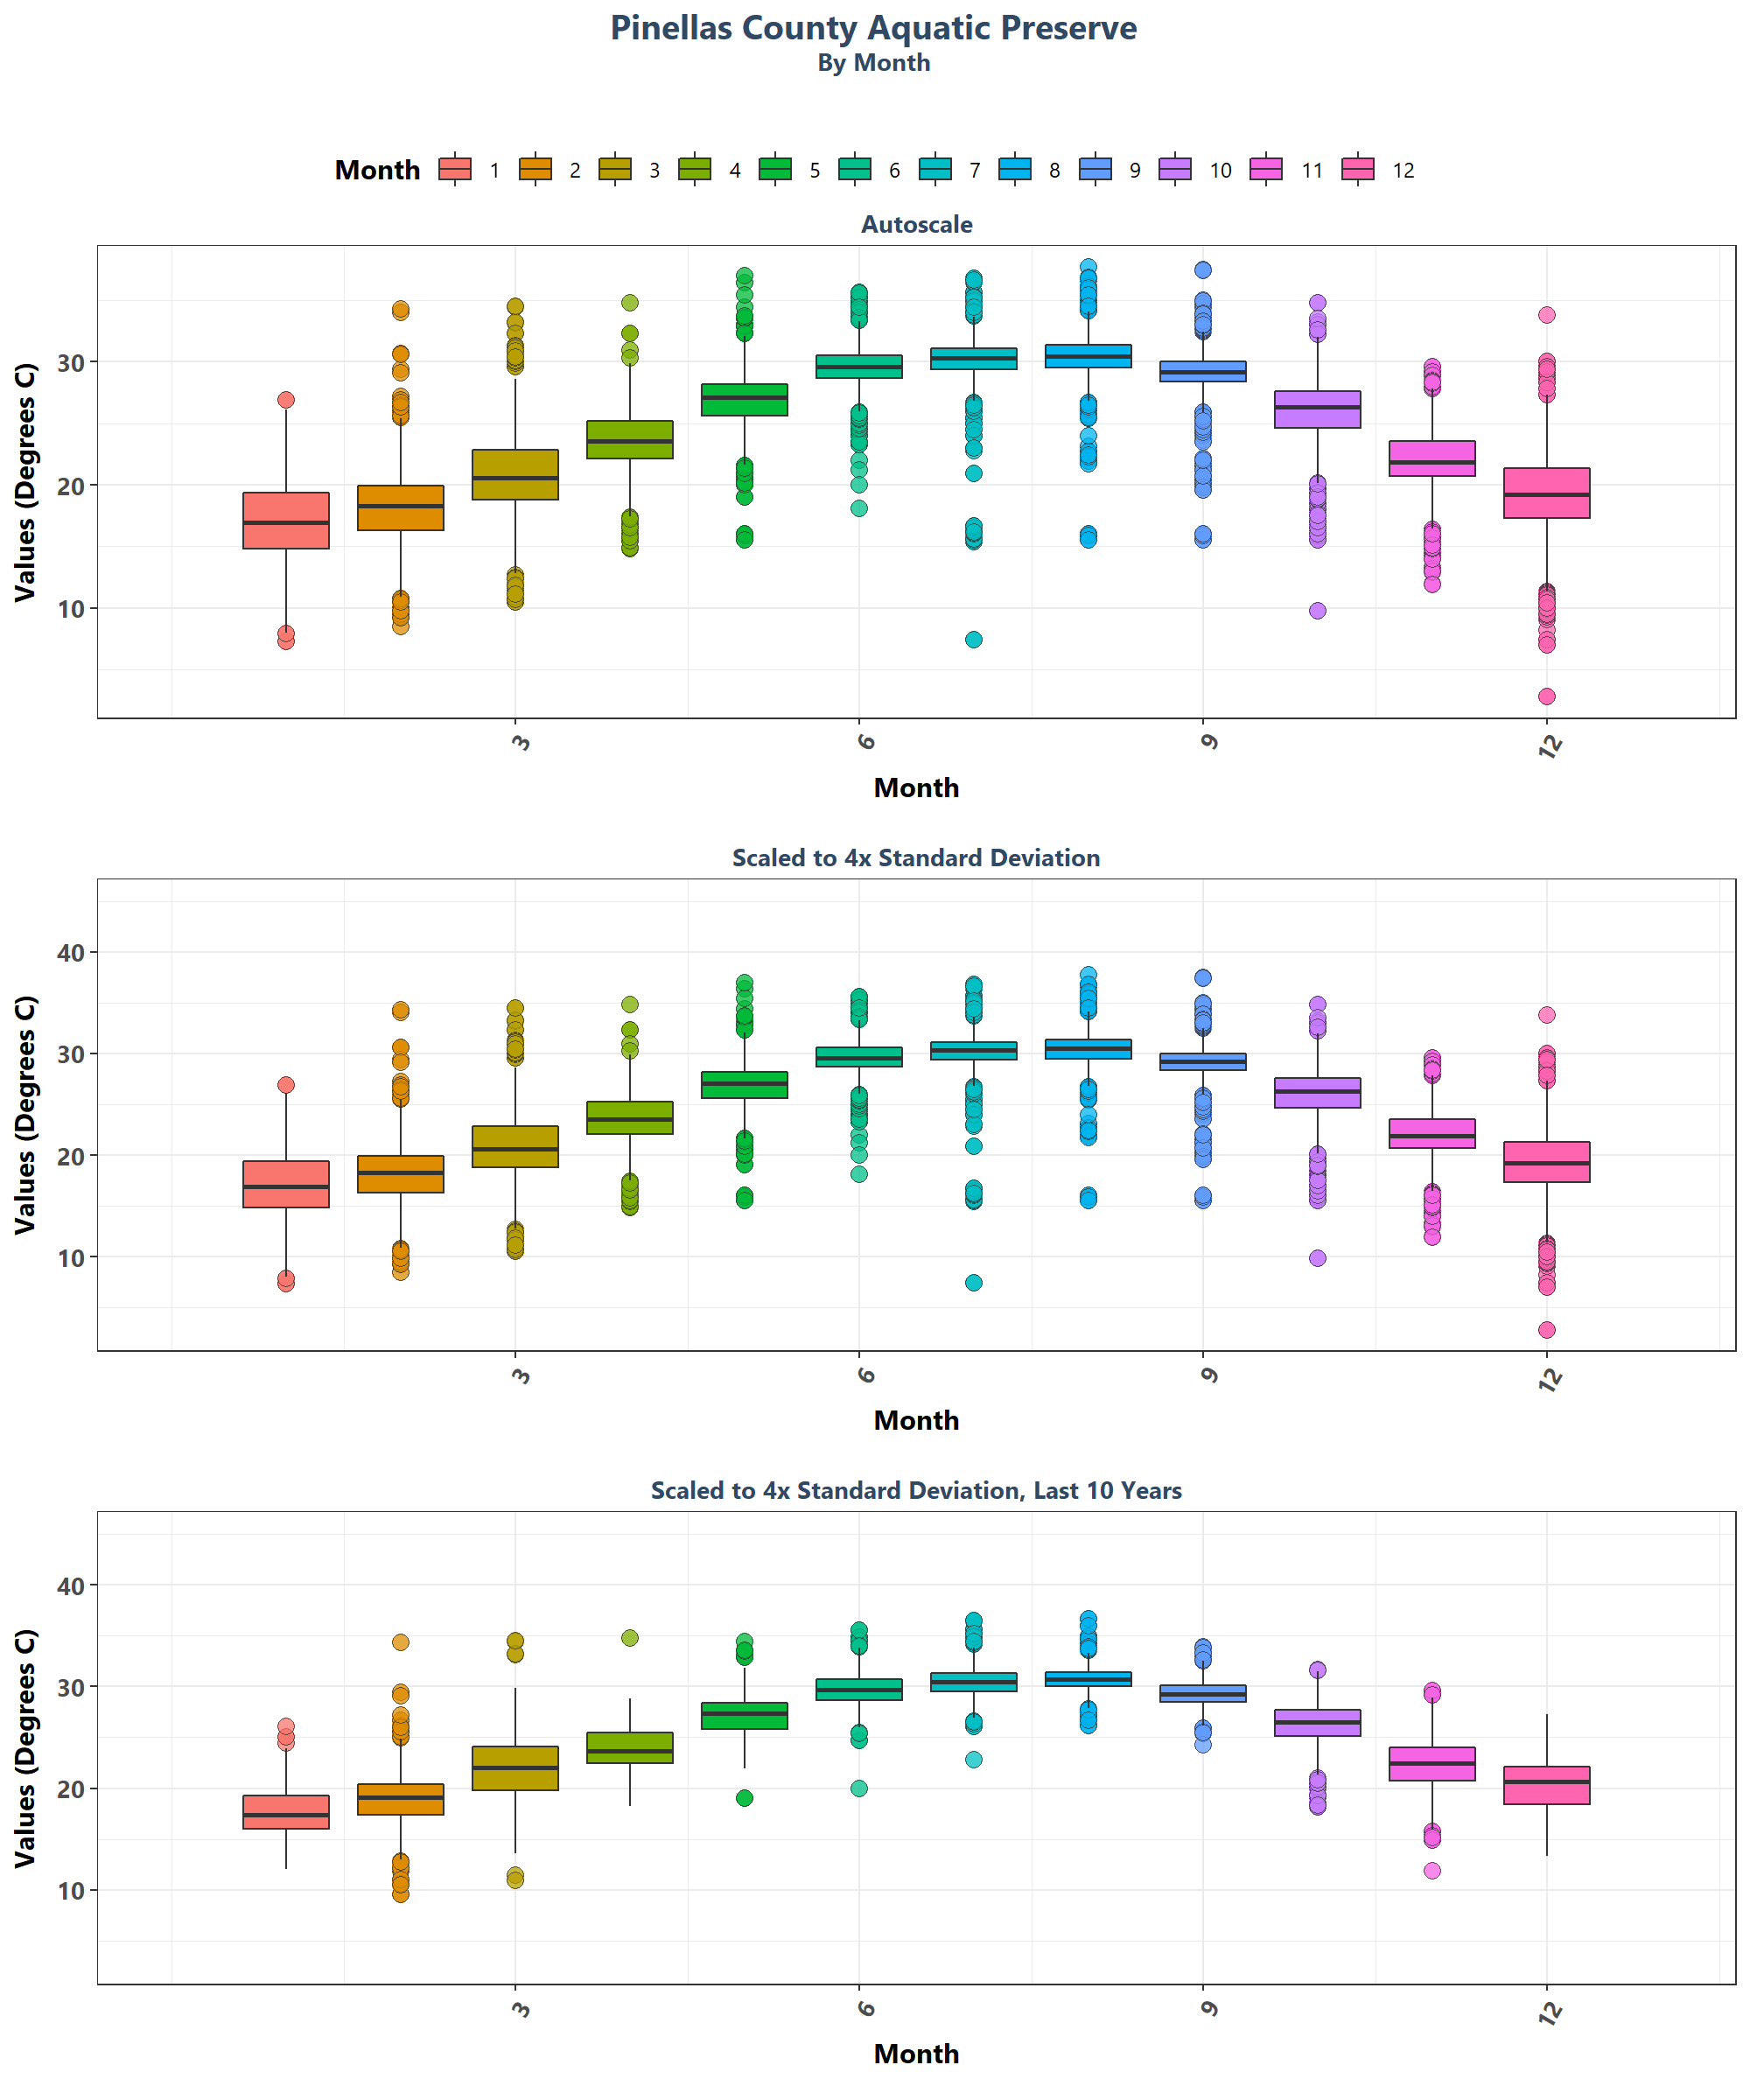 Pinellas County Aquatic Preserve
By Month
Month 1 2 3 4 5 6 7 8 9 10 11 12
Autoscale
Values (Degrees C)
30
20
10
3 6 9 12
Month
Scaled to 4x Standard Deviation
Values (Degrees C)
40
30
20
10
3 6 9 12
Month
Scaled to 4x Standard Deviation, Last 10 Years
Values (Degrees C)
40
30
20
10
3 6 9 12
Month